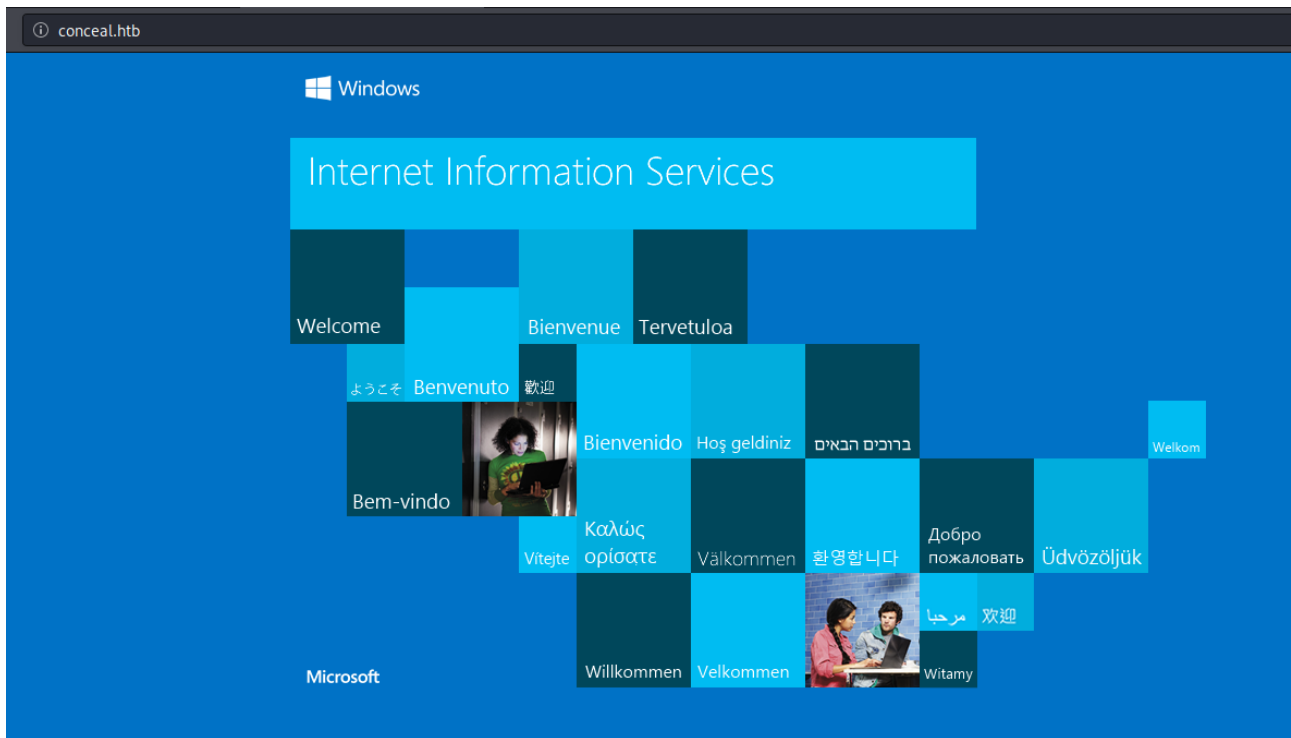 conceal.htb
Windows
Internet Information Services
Welcome
Bienvenue
Tervetuloa
ようこそ
Benvenuto
歡迎
Bienvenido
Hoş geldiniz
ברוכים הבאים
Welkom
Bem-vindo
Vítejte
Καλώς
ορίσατε
Välkommen
환영합니다
Добро
пожаловать
Üdvözöljük
مرحبا
欢迎
Microsoft
Willkommen
Velkommen
Witamy